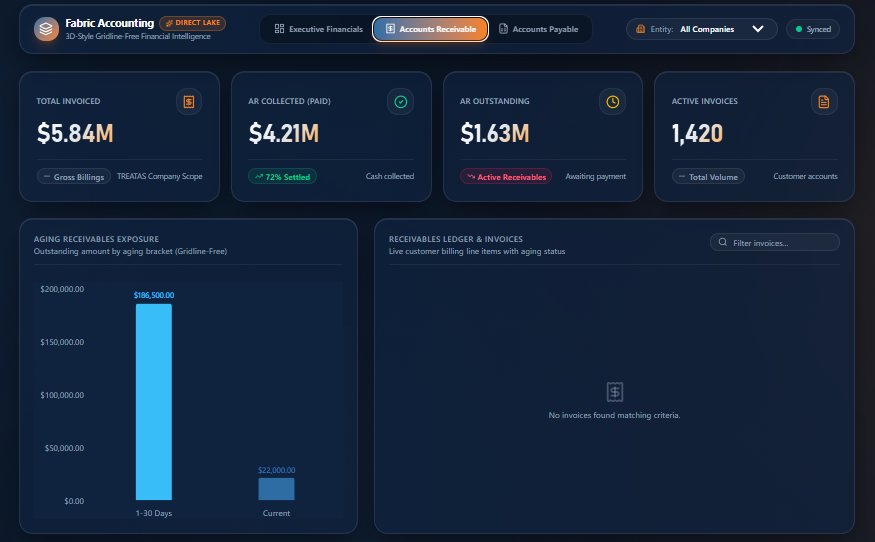 Fabric Accounting
DIRECT LAKE
3D-Style Gridline-Free Financial Intelligence
Executive Financials
Accounts Receivable
Accounts Payable
Entity: All Companies
Synced
TOTAL INVOICED
$5.84M
Gross Billings
TREATAS Company Scope
AR COLLECTED (PAID)
$4.21M
72% Settled
Cash collected
AR OUTSTANDING
$1.63M
Active Receivables
Awaiting payment
ACTIVE INVOICES
1,420
Total Volume
Customer accounts
AGING RECEIVABLES EXPOSURE
Outstanding amount by aging bracket (Gridline-Free)
$200,000.00
$150,000.00
$100,000.00
$50,000.00
$0.00
$186,500.00
$22,000.00
1-30 Days
Current
RECEIVABLES LEDGER & INVOICES
Live customer billing line items with aging status
Filter invoices...
No invoices found matching criteria.